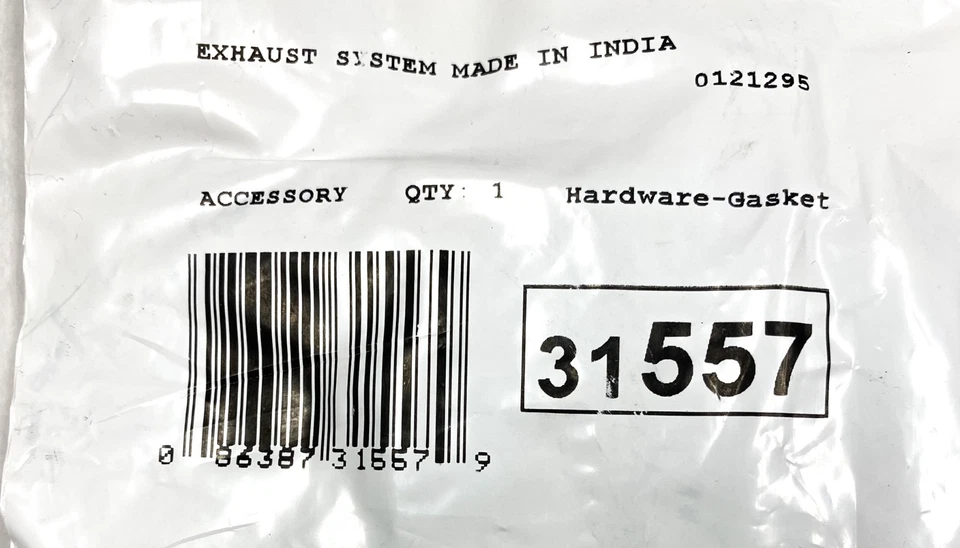 EXHAUST SYSTEM MADE IN INDIA
0121295
ACCESSORY QTY: 1 Hardware-Gasket
31557
0 86387 31557 9